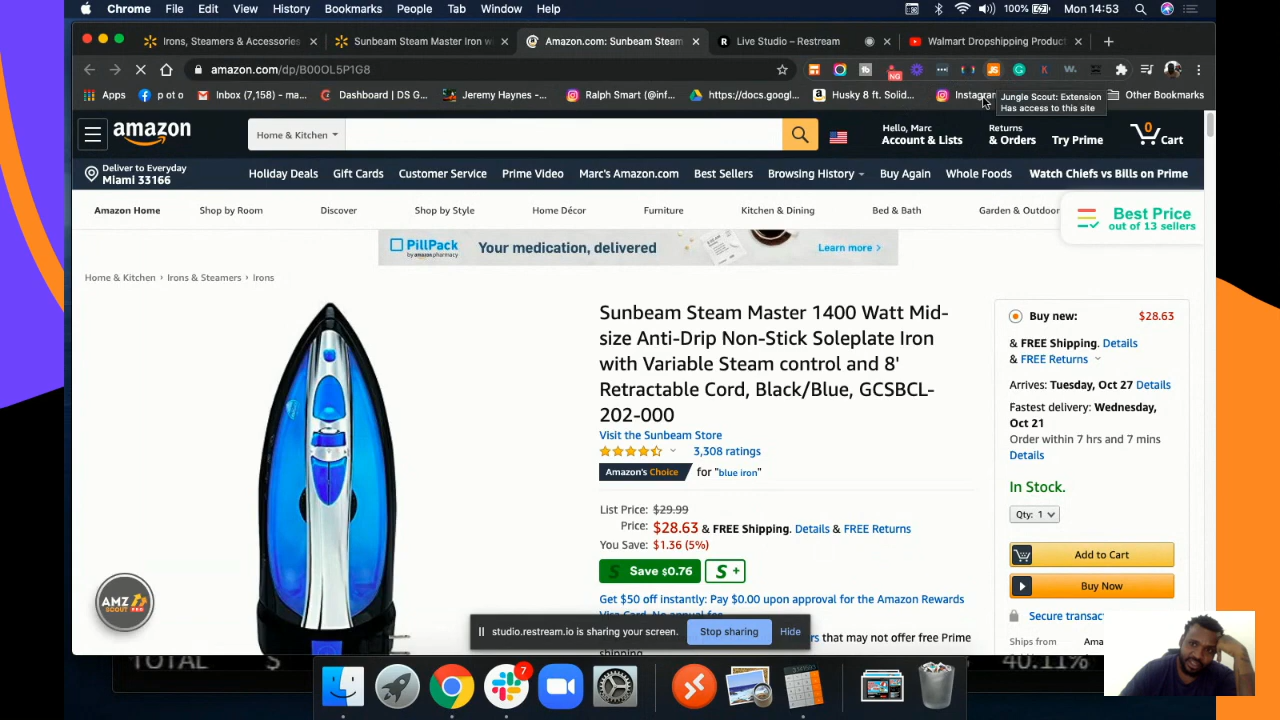 Chrome File Edit View History Bookmarks People Tab Window Help 100% Mon 14:53
Irons, Steamers & Accessories Sunbeam Steam Master Iron w Amazon.com: Sunbeam Steam Live Studio – Restream Walmart Dropshipping Product
amazon.com/dp/B00OL5P1G8
Apps p ot o Inbox (7,158) - ma... Dashboard | DS G... Jeremy Haynes -... Ralph Smart (@inf... https://docs.googl... Husky 8 ft. Solid... Instagram Other Bookmarks
Jungle Scout: Extension
Has access to this site
amazon Home & Kitchen Hello, Marc
Account & Lists
Returns
& Orders
Try Prime
0
Cart
Deliver to Everyday
Miami 33166
Holiday Deals Gift Cards Customer Service Prime Video Marc's Amazon.com Best Sellers Browsing History Buy Again Whole Foods Watch Chiefs vs Bills on Prime
Amazon Home Shop by Room Discover Shop by Style Home Décor Furniture Kitchen & Dining Bed & Bath Garden & Outdoor
Best Price
out of 13 sellers
PillPack
by amazon pharmacy
Your medication, delivered
Learn more ›
Home & Kitchen › Irons & Steamers › Irons
Sunbeam Steam Master 1400 Watt Mid-
size Anti-Drip Non-Stick Soleplate Iron
with Variable Steam control and 8'
Retractable Cord, Black/Blue, GCSBCL-
202-000
Visit the Sunbeam Store
3,308 ratings
Amazon's Choice for "blue iron"
List Price: $29.99
Price: $28.63 & FREE Shipping. Details & FREE Returns
You Save: $1.36 (5%)
S Save $0.76 S +
Get $50 off instantly: Pay $0.00 upon approval for the Amazon Rewards
that may not offer free Prime
shipping.
Buy new: $28.63
& FREE Shipping. Details
& FREE Returns
Arrives: Tuesday, Oct 27 Details
Fastest delivery: Wednesday,
Oct 21
Order within 7 hrs and 7 mins
Details
In Stock.
Qty: 1
Add to Cart
Buy Now
Secure transac
Ships from Ama
AMZ
SCOUT PRO
studio.restream.io is sharing your screen. Stop sharing Hide
TOTAL $ 40.11%
7